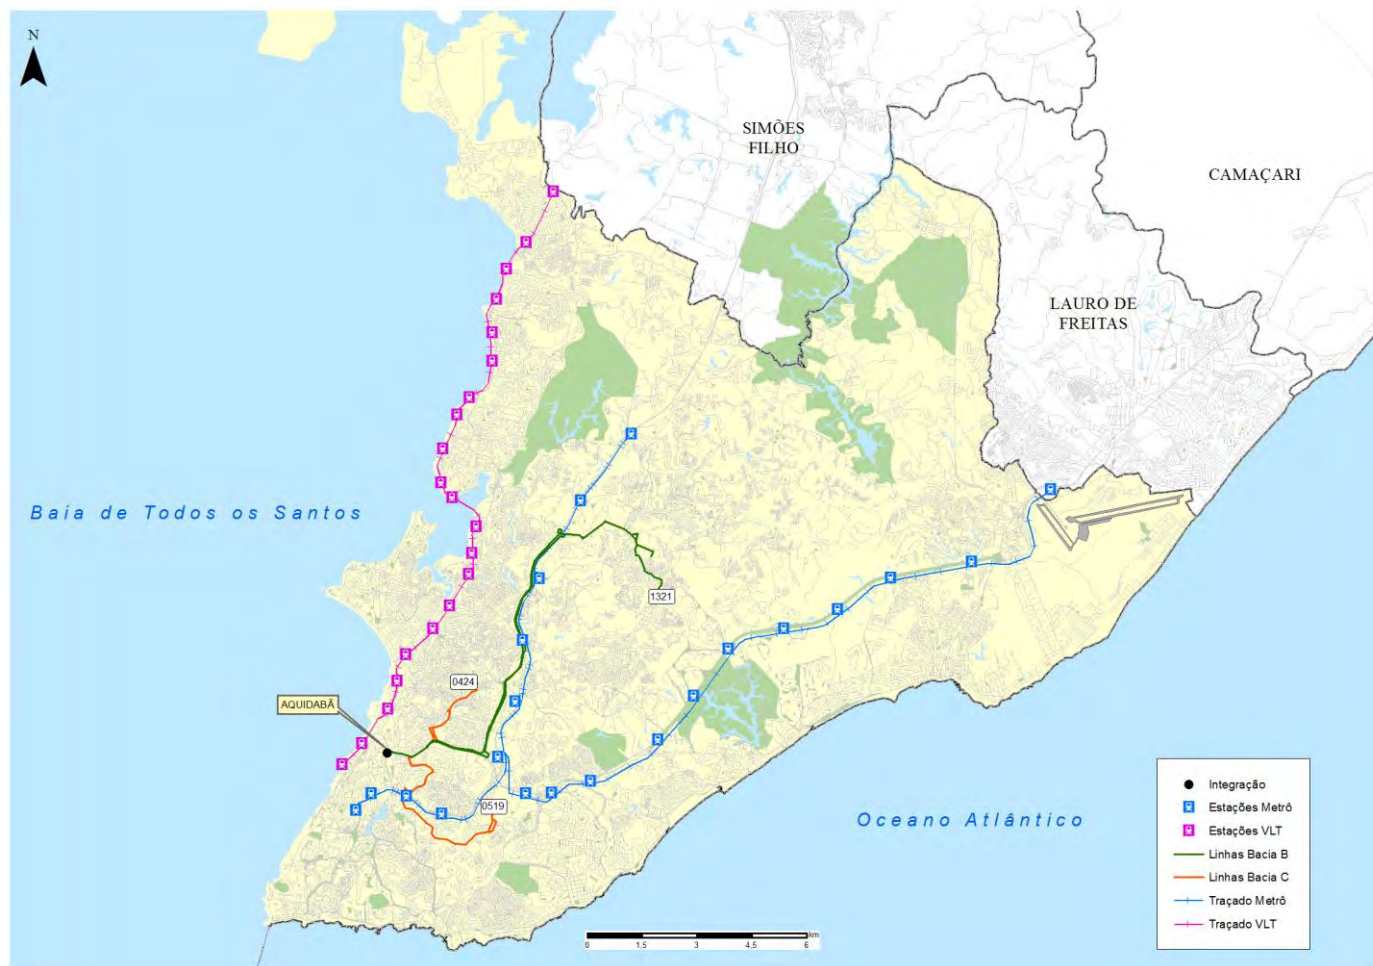 N
SIMÕES
FILHO
CAMAÇARI
LAURO DE
FREITAS
Baia de Todos os Santos
1321
0424
AQUIDABÃ
0519
Oceano Atlântico
Integração
Estações Metrô
Estações VLT
Linhas Bacia B
Linhas Bacia C
Traçado Metrô
Traçado VLT
km
0 1,5 3 4,5 6